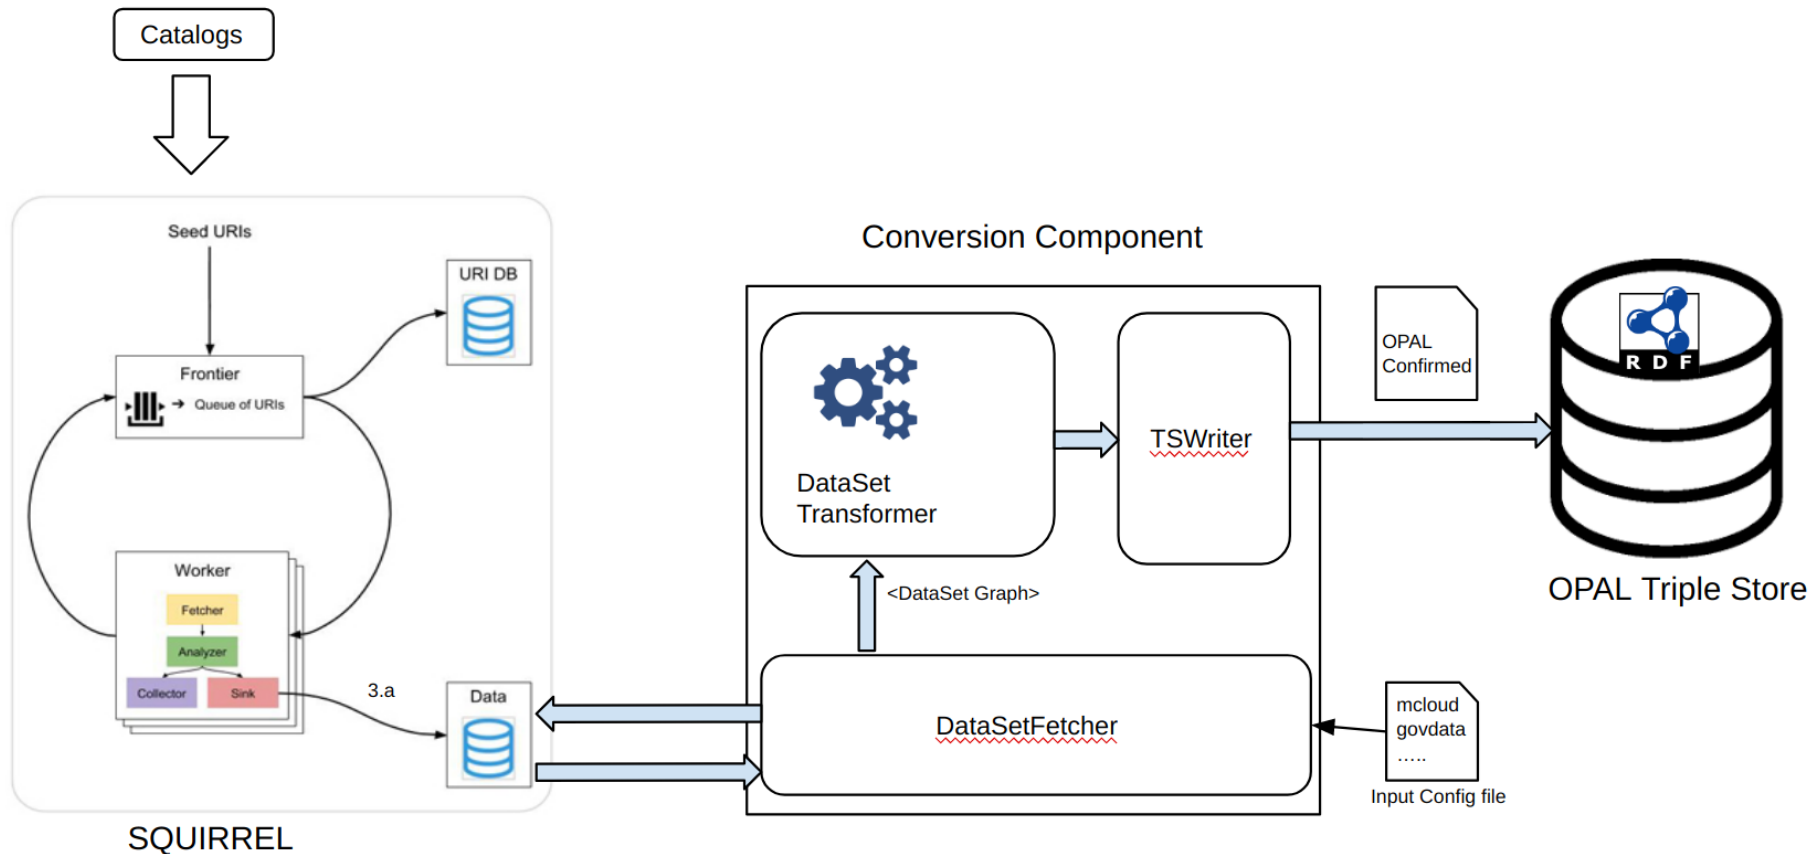 Catalogs
Seed URIs
URI DB
Frontier
Queue of URIs
Worker
Fetcher
Analyzer
Collector
Sink
3.a
Data
SQUIRREL
Conversion Component
DataSet
Transformer
TSWriter
<DataSet Graph>
DataSetFetcher
OPAL
Confirmed
RDF
OPAL Triple Store
mcloud
govdata
.....
Input Config file